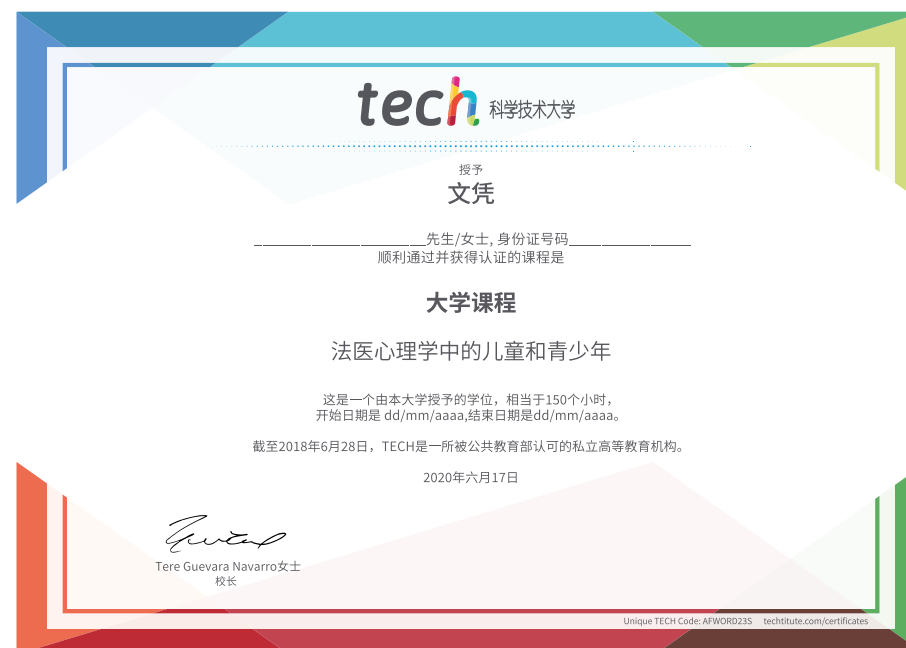 tech 科学技术大学
授予
文凭
________________________先生/女士, 身份证号码_________________
顺利通过并获得认证的课程是
大学课程
法医心理学中的儿童和青少年
这是一个由本大学授予的学位，相当于150个小时，
开始日期是 dd/mm/aaaa,结束日期是dd/mm/aaaa。
截至2018年6月28日，TECH是一所被公共教育部认可的私立高等教育机构。
2020年六月17日
Tere Guevara Navarro女士
校长
Unique TECH Code: AFWORD23S techtitute.com/certificates